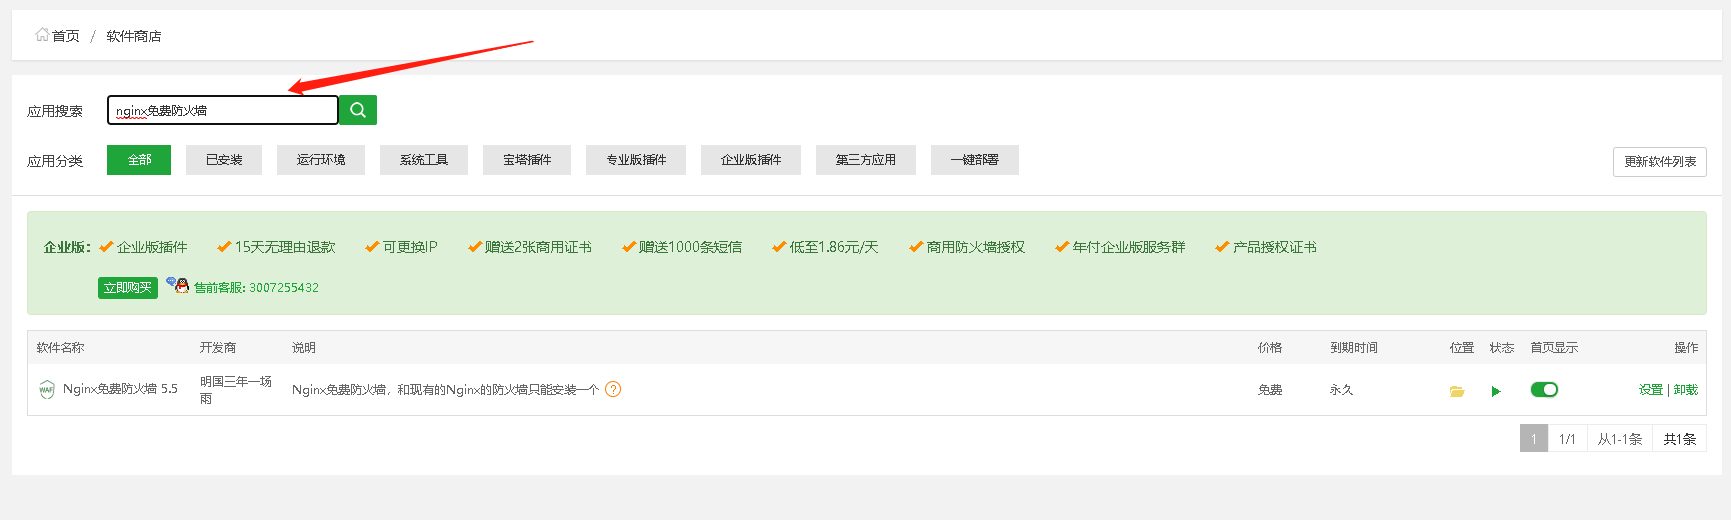 首页 / 软件商店
应用搜索 nginx免费防火墙
应用分类 全部 已安装 运行环境 系统工具 宝塔插件 专业版插件 企业版插件 第三方应用 一键部署 更新软件列表
企业版： 企业版插件 15天无理由退款 可更换IP 赠送2张商用证书 赠送1000条短信 低至1.86元/天 商用防火墙授权 年付企业版服务群 产品授权证书
立即购买 售前客服: 3007255432
软件名称 开发商 说明 价格 到期时间 位置 状态 首页显示 操作
WAF Nginx免费防火墙 5.5 明国三年一场
雨 Nginx免费防火墙，和现有的Nginx的防火墙只能安装一个 ? 免费 永久 设置 | 卸载
1 1/1 从1-1条 共1条